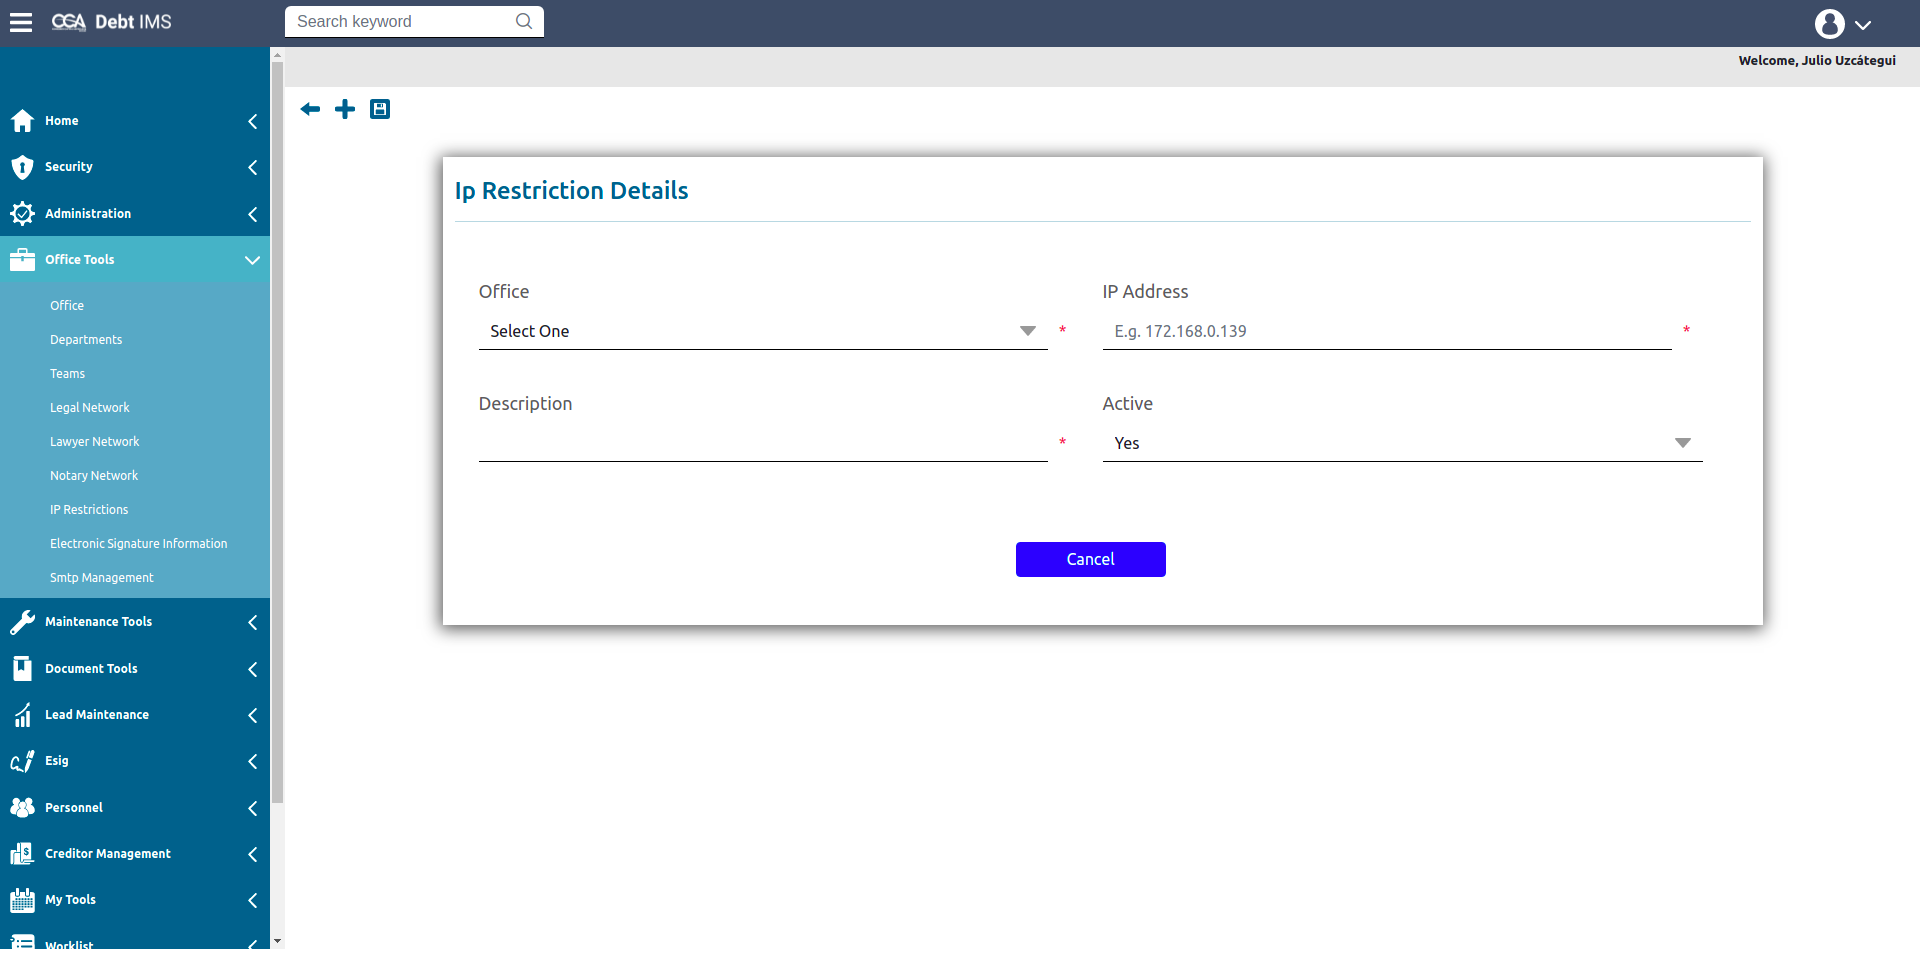 CGA Debt IMS
Search keyword
Welcome, Julio Uzcátegui
Home
Security
Administration
Office Tools
Office
Departments
Teams
Legal Network
Lawyer Network
Notary Network
IP Restrictions
Electronic Signature Information
Smtp Management
Maintenance Tools
Document Tools
Lead Maintenance
Esig
Personnel
Creditor Management
My Tools
Worklist
Ip Restriction Details
Office
Select One *
IP Address
E.g. 172.168.0.139 *
Description
*
Active
Yes
Cancel